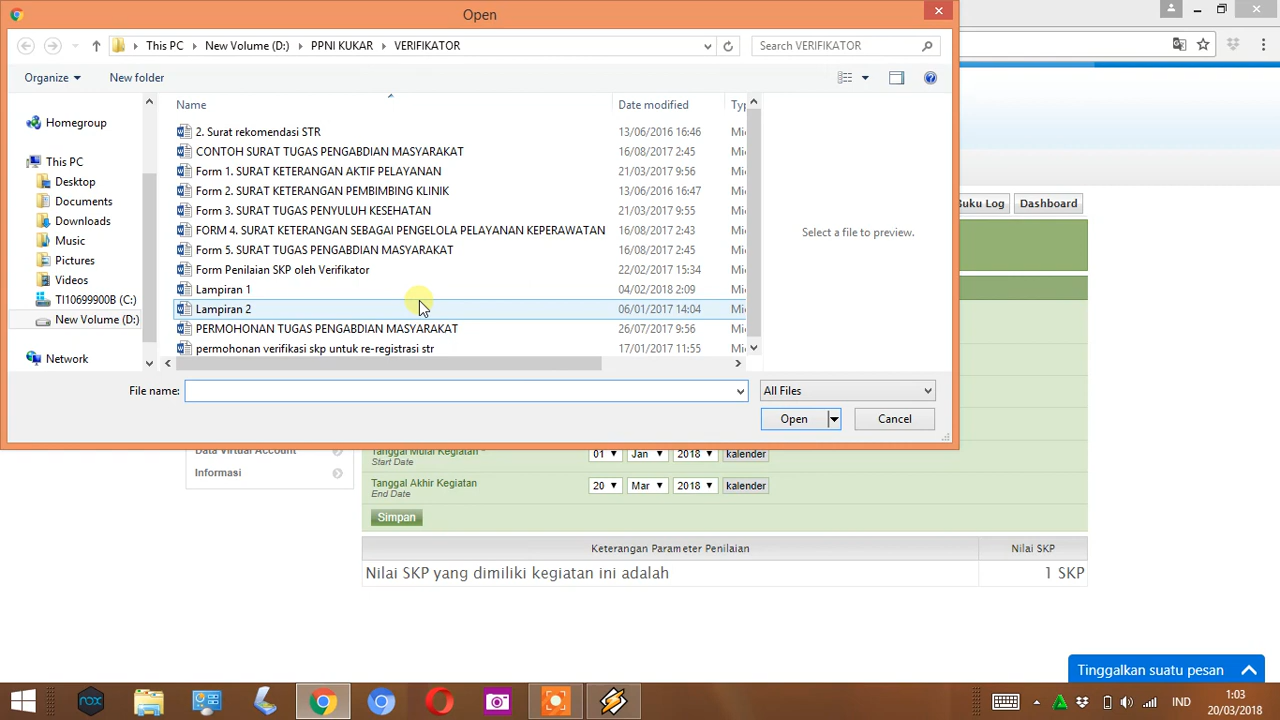 Open
This PC
New Volume (D:)
PPNI KUKAR
VERIFIKATOR
Search VERIFIKATOR
Organize
New folder
Name
Date modified
Homegroup
This PC
Desktop
Documents
Downloads
Music
Pictures
Videos
TI10699900B (C:)
New Volume (D:)
Network
2. Surat rekomendasi STR 13/06/2016 16:46
CONTOH SURAT TUGAS PENGABDIAN MASYARAKAT 16/08/2017 2:45
Form 1. SURAT KETERANGAN AKTIF PELAYANAN 21/03/2017 9:56
Form 2. SURAT KETERANGAN PEMBIMBING KLINIK 13/06/2016 16:47
Form 3. SURAT TUGAS PENYULUH KESEHATAN 21/03/2017 9:55
FORM 4. SURAT KETERANGAN SEBAGAI PENGELOLA PELAYANAN KEPERAWATAN 16/08/2017 2:43
Form 5. SURAT TUGAS PENGABDIAN MASYARAKAT 16/08/2017 2:45
Form Penilaian SKP oleh Verifikator 22/02/2017 15:34
Lampiran 1 04/02/2018 2:09
Lampiran 2 06/01/2017 14:04
PERMOHONAN TUGAS PENGABDIAN MASYARAKAT 26/07/2017 9:56
permohonan verifikasi skp untuk re-registrasi str 17/01/2017 11:55
Select a file to preview.
File name:
All Files
Open
Cancel
Buku Log
Dashboard
Data Virtual Account
Informasi
Tanggal Mulai Kegiatan *
Start Date
01 Jan 2018 kalender
Tanggal Akhir Kegiatan
End Date
20 Mar 2018 kalender
Simpan
Keterangan Parameter Penilaian
Nilai SKP
Nilai SKP yang dimiliki kegiatan ini adalah
1 SKP
Tinggalkan suatu pesan
nox
IND
1:03
20/03/2018